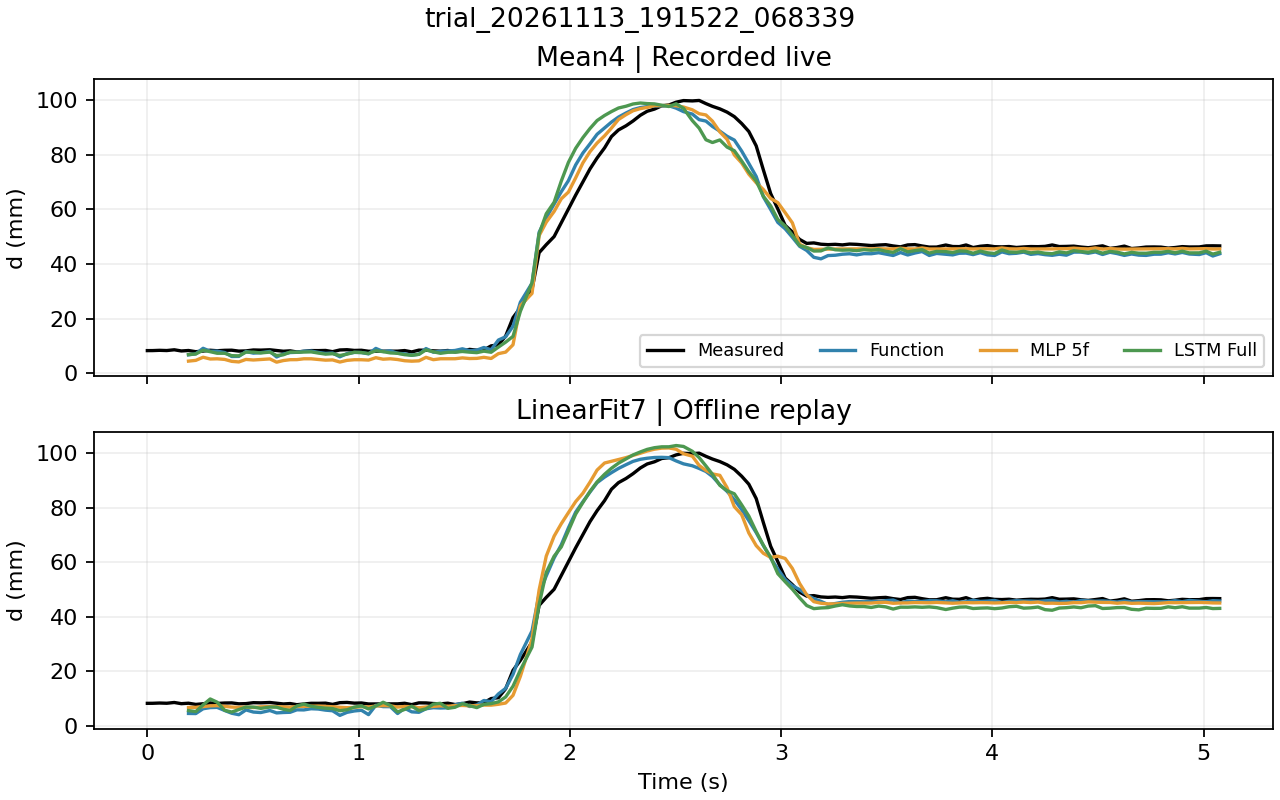 trial_20261113_191522_068339
Mean4 | Recorded live
100
80
60
40
20
0
d (mm)
Measured
Function
MLP 5f
LSTM Full
LinearFit7 | Offline replay
100
80
60
40
20
0
d (mm)
0 1 2 3 4 5
Time (s)